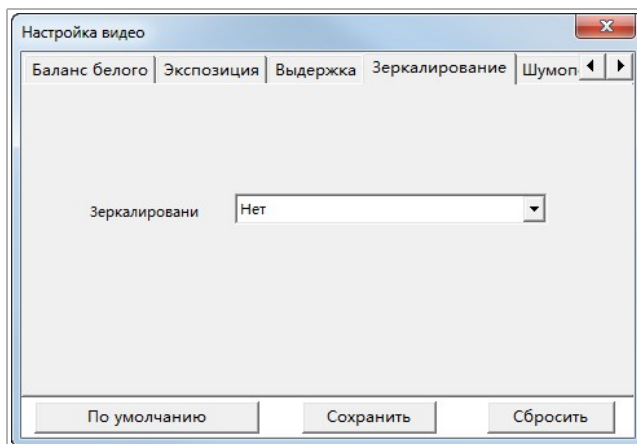 Настройка видео
Баланс белого Экспозиция Выдержка Зеркалирование Шумоп
Зеркалировани Нет
По умолчанию Сохранить Сбросить